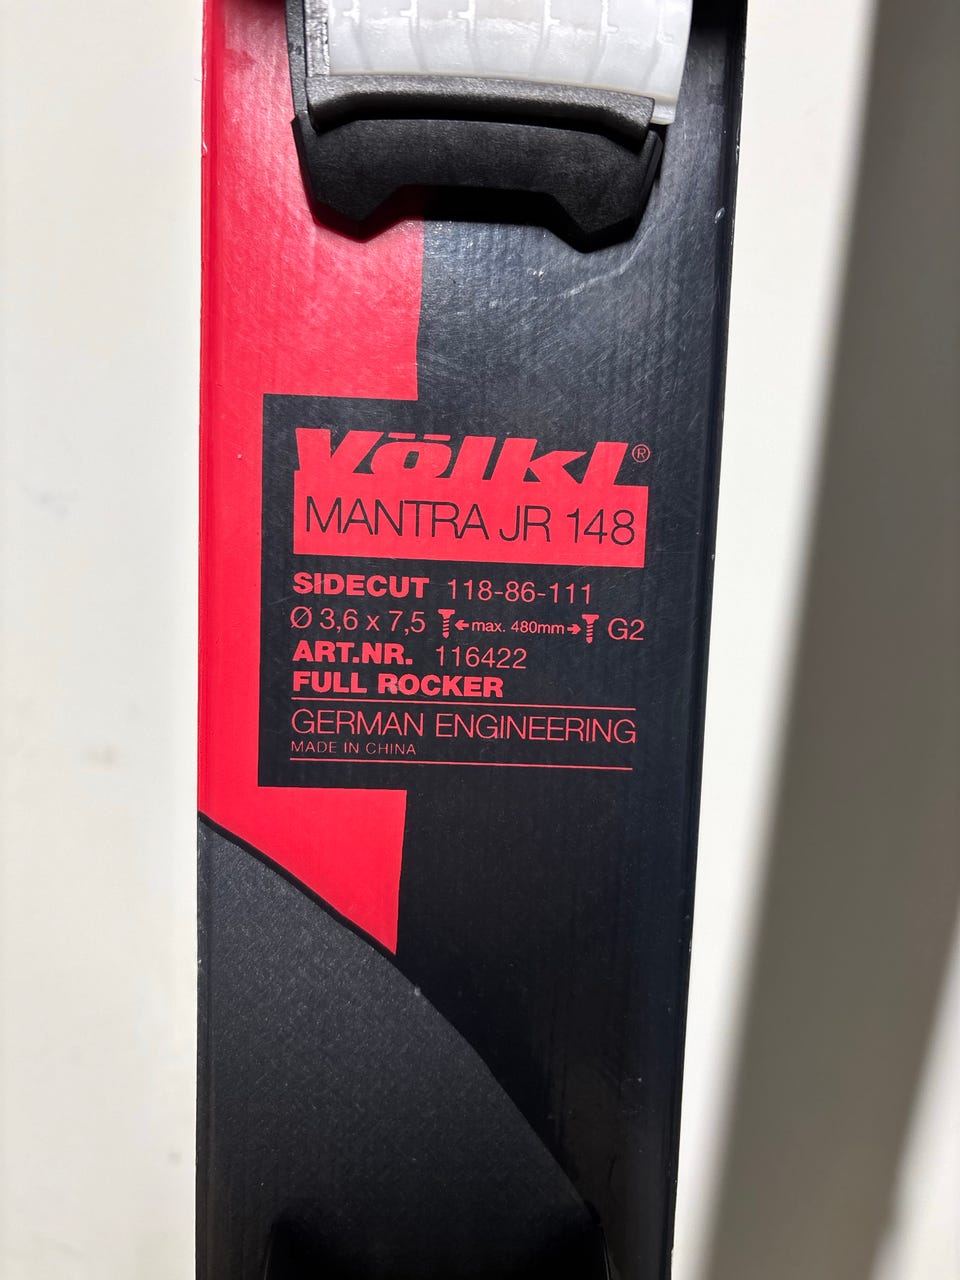 Völkl®
MANTRA JR 148
SIDECUT 118-86-111
Ø 3,6 x 7,5 ←max. 480mm→ G2
ART.NR. 116422
FULL ROCKER
GERMAN ENGINEERING
MADE IN CHINA